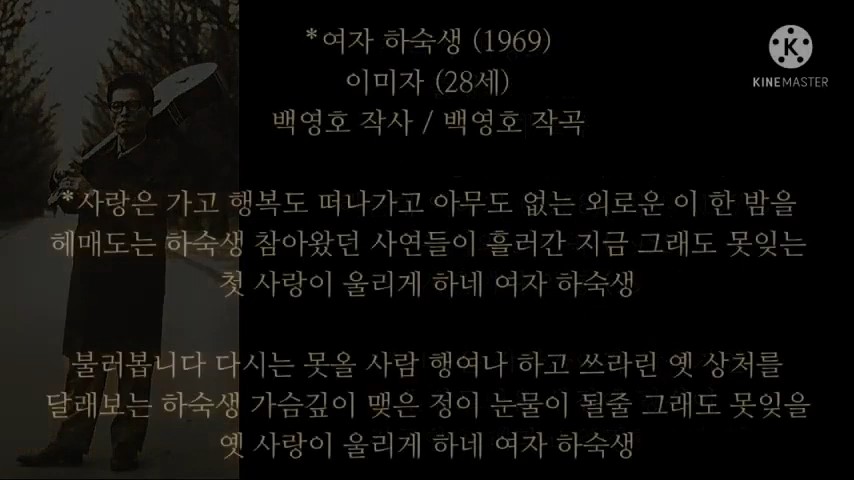 *여자 하숙생 (1969)
이미자 (28세)
백영호 작사 / 백영호 작곡
KINEMASTER
*사랑은 가고 행복도 떠나가고 아무도 없는 외로운 이 한 밤을
헤매도는 하숙생 참아왔던 사연들이 흘러간 지금 그래도 못잊는
첫 사랑이 울리게 하네 여자 하숙생
불러봅니다 다시는 못올 사람 행여나 하고 쓰라린 옛 상처를
달래보는 하숙생 가슴깊이 맺은 정이 눈물이 될줄 그래도 못잊을
옛 사랑이 울리게 하네 여자 하숙생